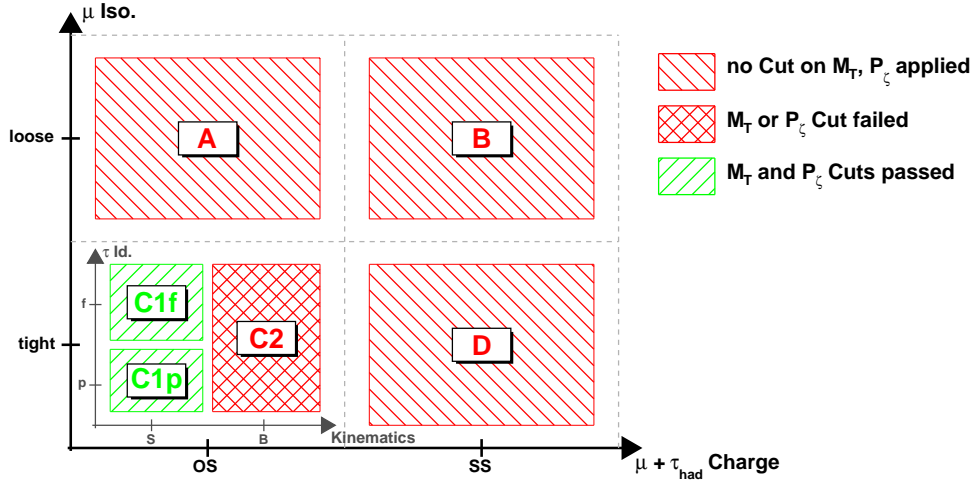 μ Iso.
no Cut on M_T, P_ζ applied
loose
A
B
M_T or P_ζ Cut failed
M_T and P_ζ Cuts passed
τ Id.
f
C1f
tight
C2
D
p
C1p
S
B
Kinematics
OS
SS
μ + τ_had Charge